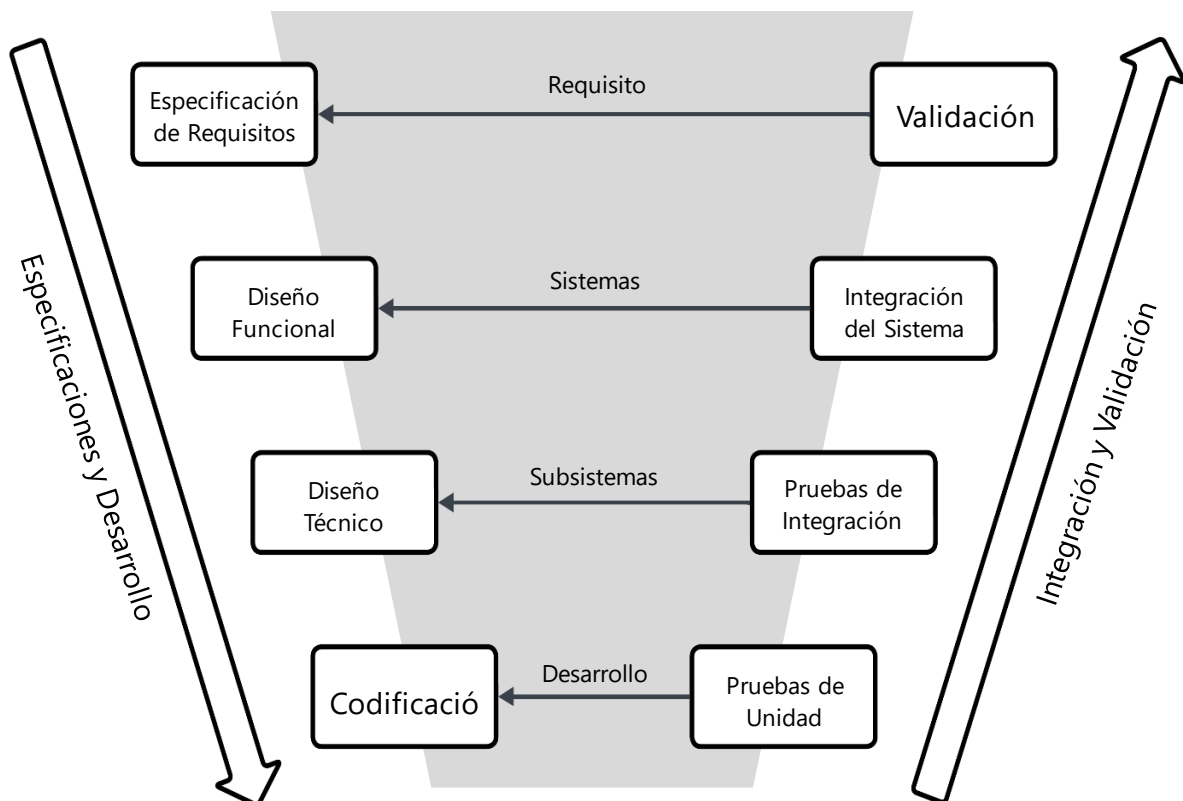 Requisito
Especificación
de Requisitos
Validación
Sistemas
Diseño
Funcional
Integración
del Sistema
Especificaciones y Desarrollo
Integración y Validación
Subsistemas
Diseño
Técnico
Pruebas de
Integración
Desarrollo
Codificació
Pruebas de
Unidad